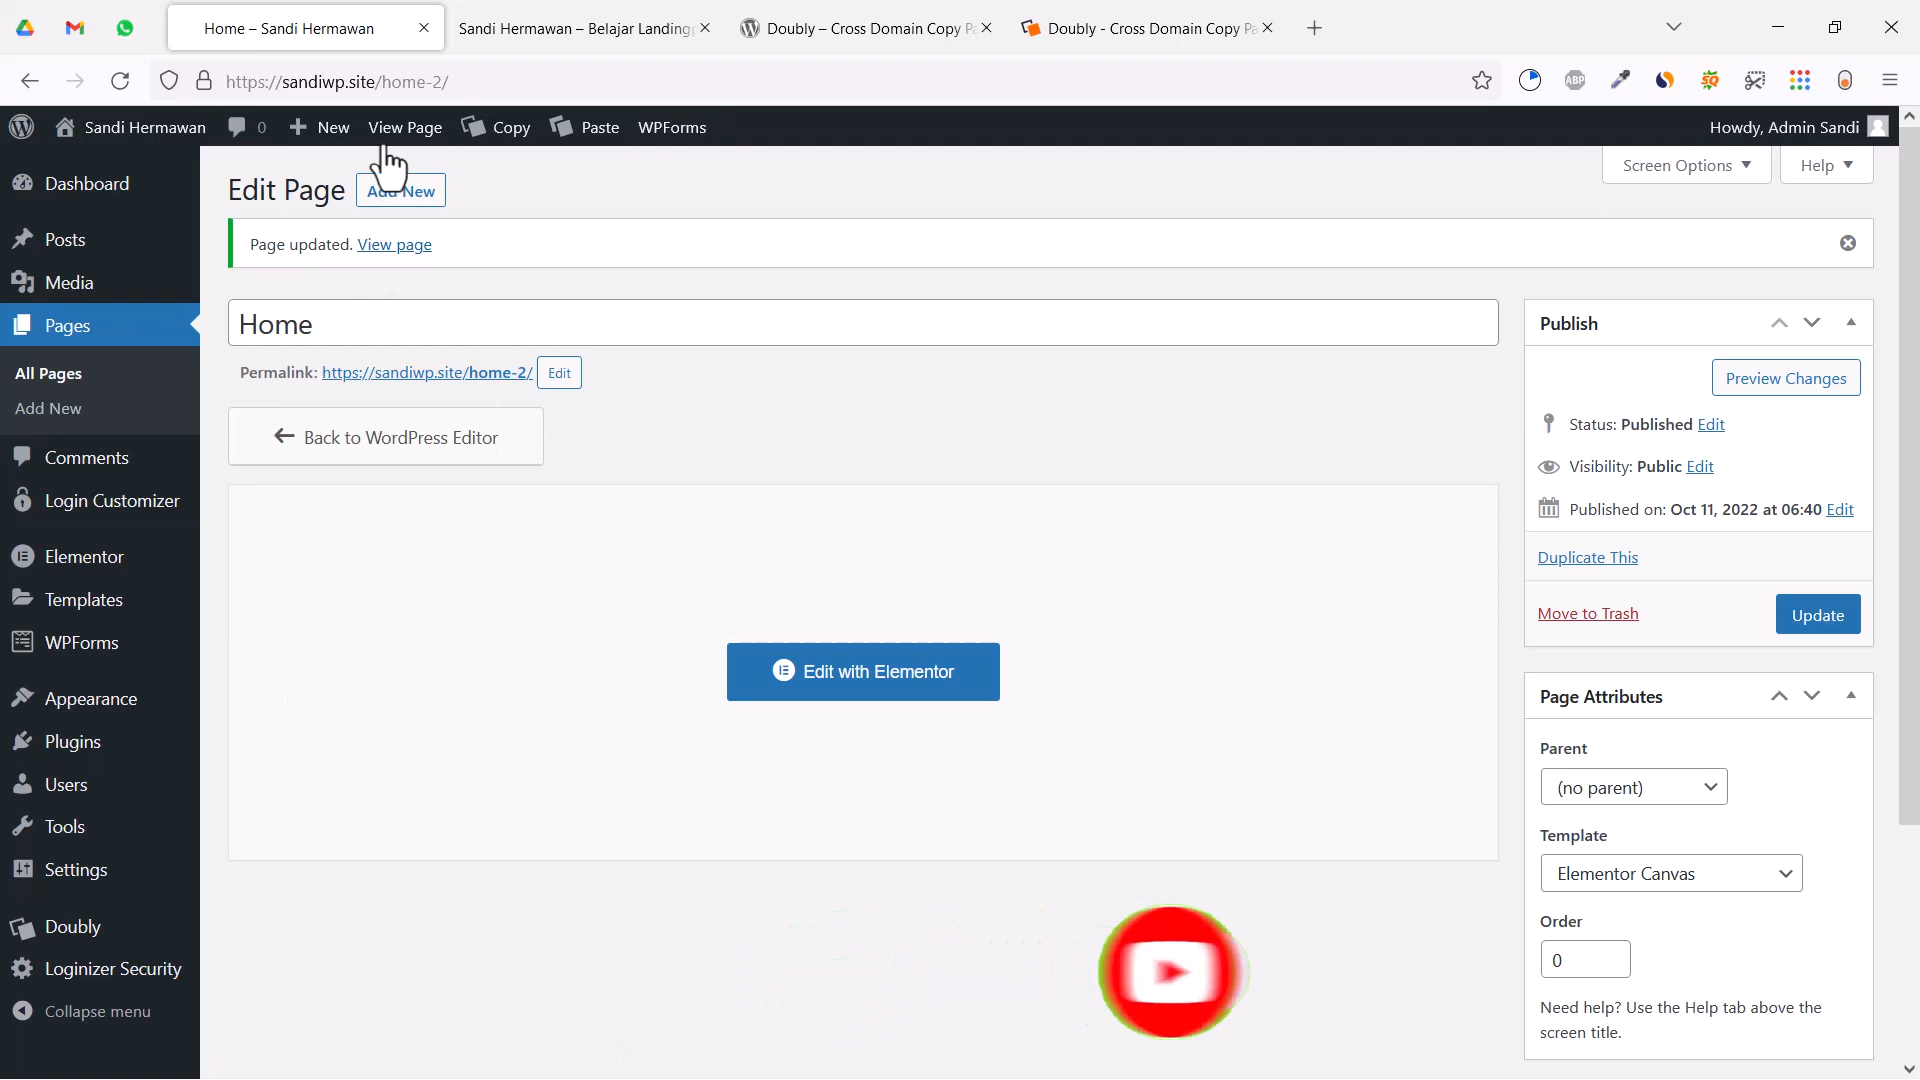 Home – Sandi Hermawan
Sandi Hermawan – Belajar Landingp
Doubly – Cross Domain Copy Pa
Doubly - Cross Domain Copy Pa
https://sandiwp.site/home-2/
ABP
SQ
Sandi Hermawan
0
New
View Page
Copy
Paste
WPForms
Howdy, Admin Sandi
Dashboard
Posts
Media
Pages
All Pages
Add New
Comments
Login Customizer
Elementor
Templates
WPForms
Appearance
Plugins
Users
Tools
Settings
Doubly
Loginizer Security
Collapse menu
Edit Page
Add New
Screen Options
Help
Page updated. View page
Home
Permalink: https://sandiwp.site/home-2/ Edit
Back to WordPress Editor
Edit with Elementor
Publish
Preview Changes
Status: Published Edit
Visibility: Public Edit
Published on: Oct 11, 2022 at 06:40 Edit
Duplicate This
Move to Trash
Update
Page Attributes
Parent
(no parent)
Template
Elementor Canvas
Order
0
Need help? Use the Help tab above the
screen title.